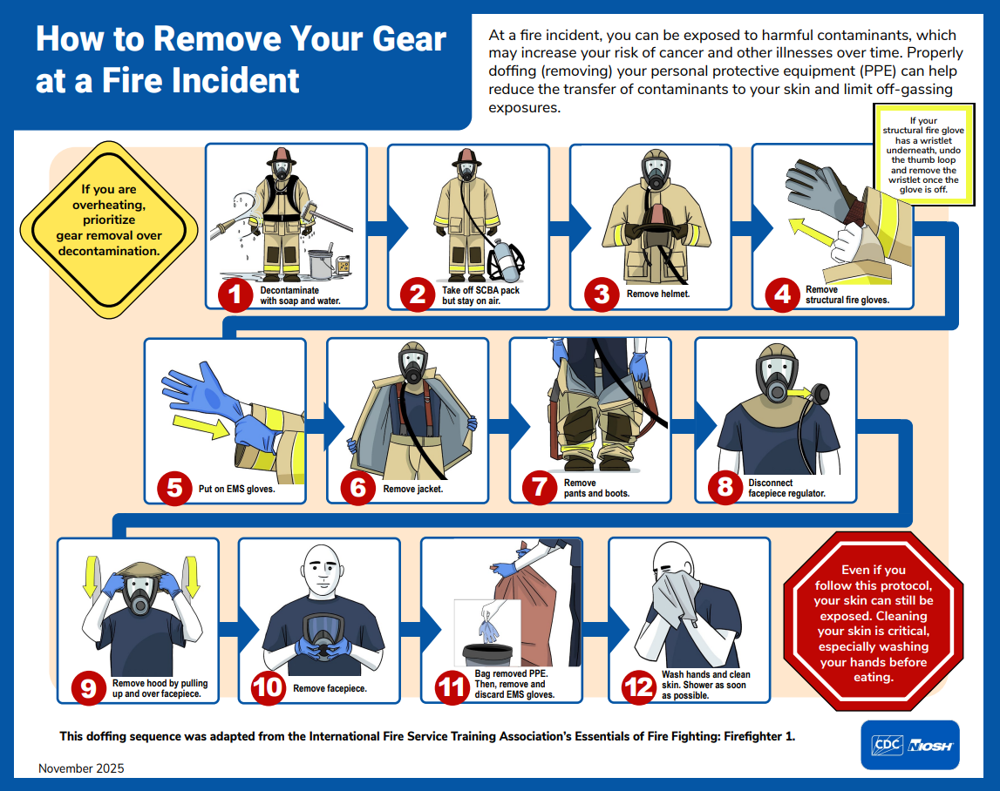 How to Remove Your Gear
at a Fire Incident
At a fire incident, you can be exposed to harmful contaminants, which
may increase your risk of cancer and other illnesses over time. Properly
doffing (removing) your personal protective equipment (PPE) can help
reduce the transfer of contaminants to your skin and limit off-gassing
exposures.
If you are
overheating,
prioritize
gear removal over
decontamination.
1
Decontaminate
with soap and water.
2
Take off SCBA pack
but stay on air.
3
Remove helmet.
4
Remove
structural fire gloves.
If your
structural fire glove
has a wristlet
underneath, undo
the thumb loop
and remove the
wristlet once the
glove is off.
5
Put on EMS gloves.
6
Remove jacket.
7
Remove
pants and boots.
8
Disconnect
facepiece regulator.
9
Remove hood by pulling
up and over facepiece.
10
Remove facepiece.
11
Bag removed PPE.
Then, remove and
discard EMS gloves.
12
Wash hands and clean
skin. Shower as soon
as possible.
Even if you
follow this protocol,
your skin can still be
exposed. Cleaning
your skin is critical,
especially washing
your hands before
eating.
This doffing sequence was adapted from the International Fire Service Training Association's Essentials of Fire Fighting: Firefighter 1.
CDC NIOSH
November 2025